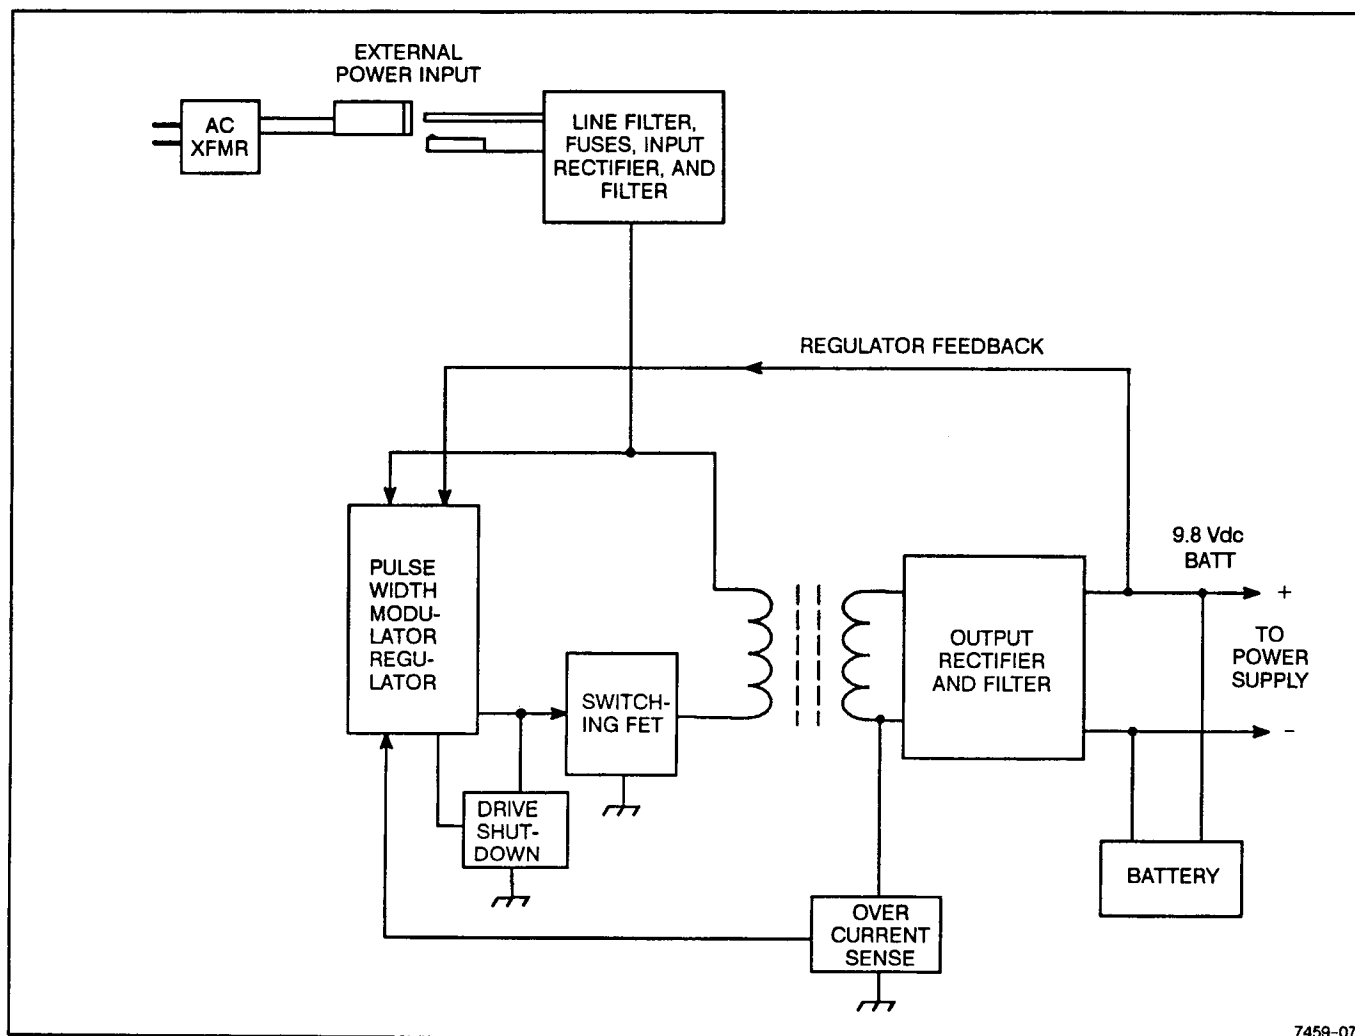 EXTERNAL
POWER INPUT
AC
XFMR
LINE FILTER,
FUSES, INPUT
RECTIFIER, AND
FILTER
REGULATOR FEEDBACK
PULSE
WIDTH
MODU-
LATOR
REGU-
LATOR
SWITCH-
ING FET
DRIVE
SHUT-
DOWN
OUTPUT
RECTIFIER
AND FILTER
9.8 Vdc
BATT
+
TO
POWER
SUPPLY
-
BATTERY
OVER
CURRENT
SENSE
7459-07